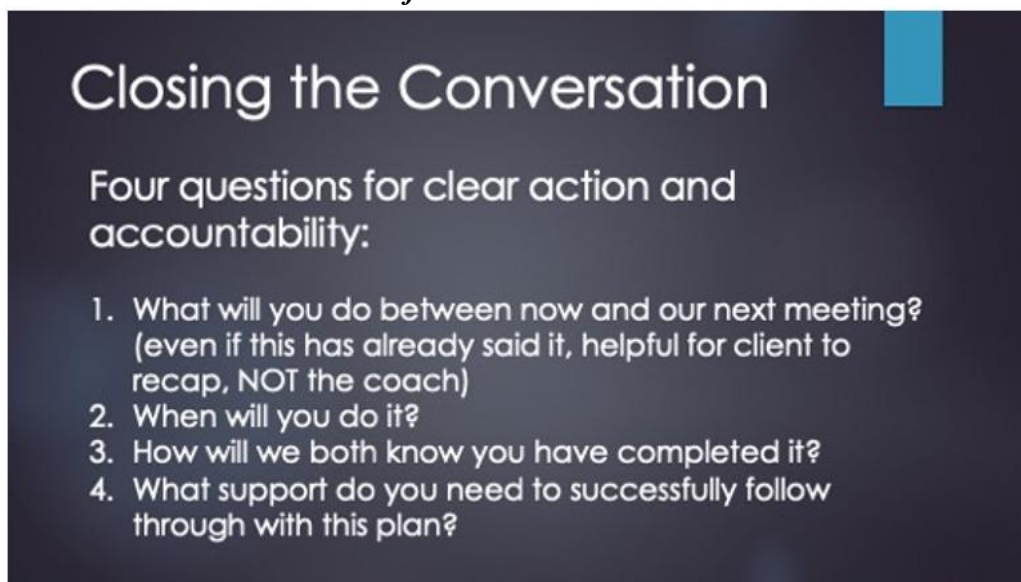 Closing the Conversation
Four questions for clear action and
accountability:
1. What will you do between now and our next meeting?
(even if this has already said it, helpful for client to
recap, NOT the coach)
2. When will you do it?
3. How will we both know you have completed it?
4. What support do you need to successfully follow
through with this plan?